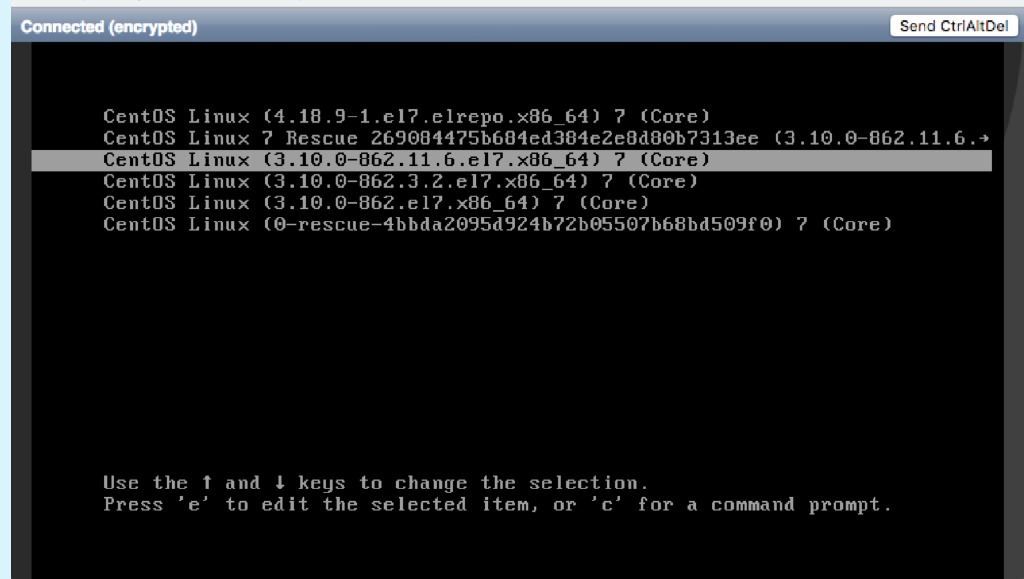 Connected (encrypted)
Send CtrlAltDel
CentOS Linux (4.18.9-1.el7.elrepo.x86_64) 7 (Core)
CentOS Linux 7 Rescue 269084475b684ed384e2e8d80b7313ee (3.10.0-862.11.6.→
CentOS Linux (3.10.0-862.11.6.el7.x86_64) 7 (Core)
CentOS Linux (3.10.0-862.3.2.el7.x86_64) 7 (Core)
CentOS Linux (3.10.0-862.el7.x86_64) 7 (Core)
CentOS Linux (0-rescue-4bbda2095d924b72b05507b68bd509f0) 7 (Core)
Use the ↑ and ↓ keys to change the selection.
Press 'e' to edit the selected item, or 'c' for a command prompt.